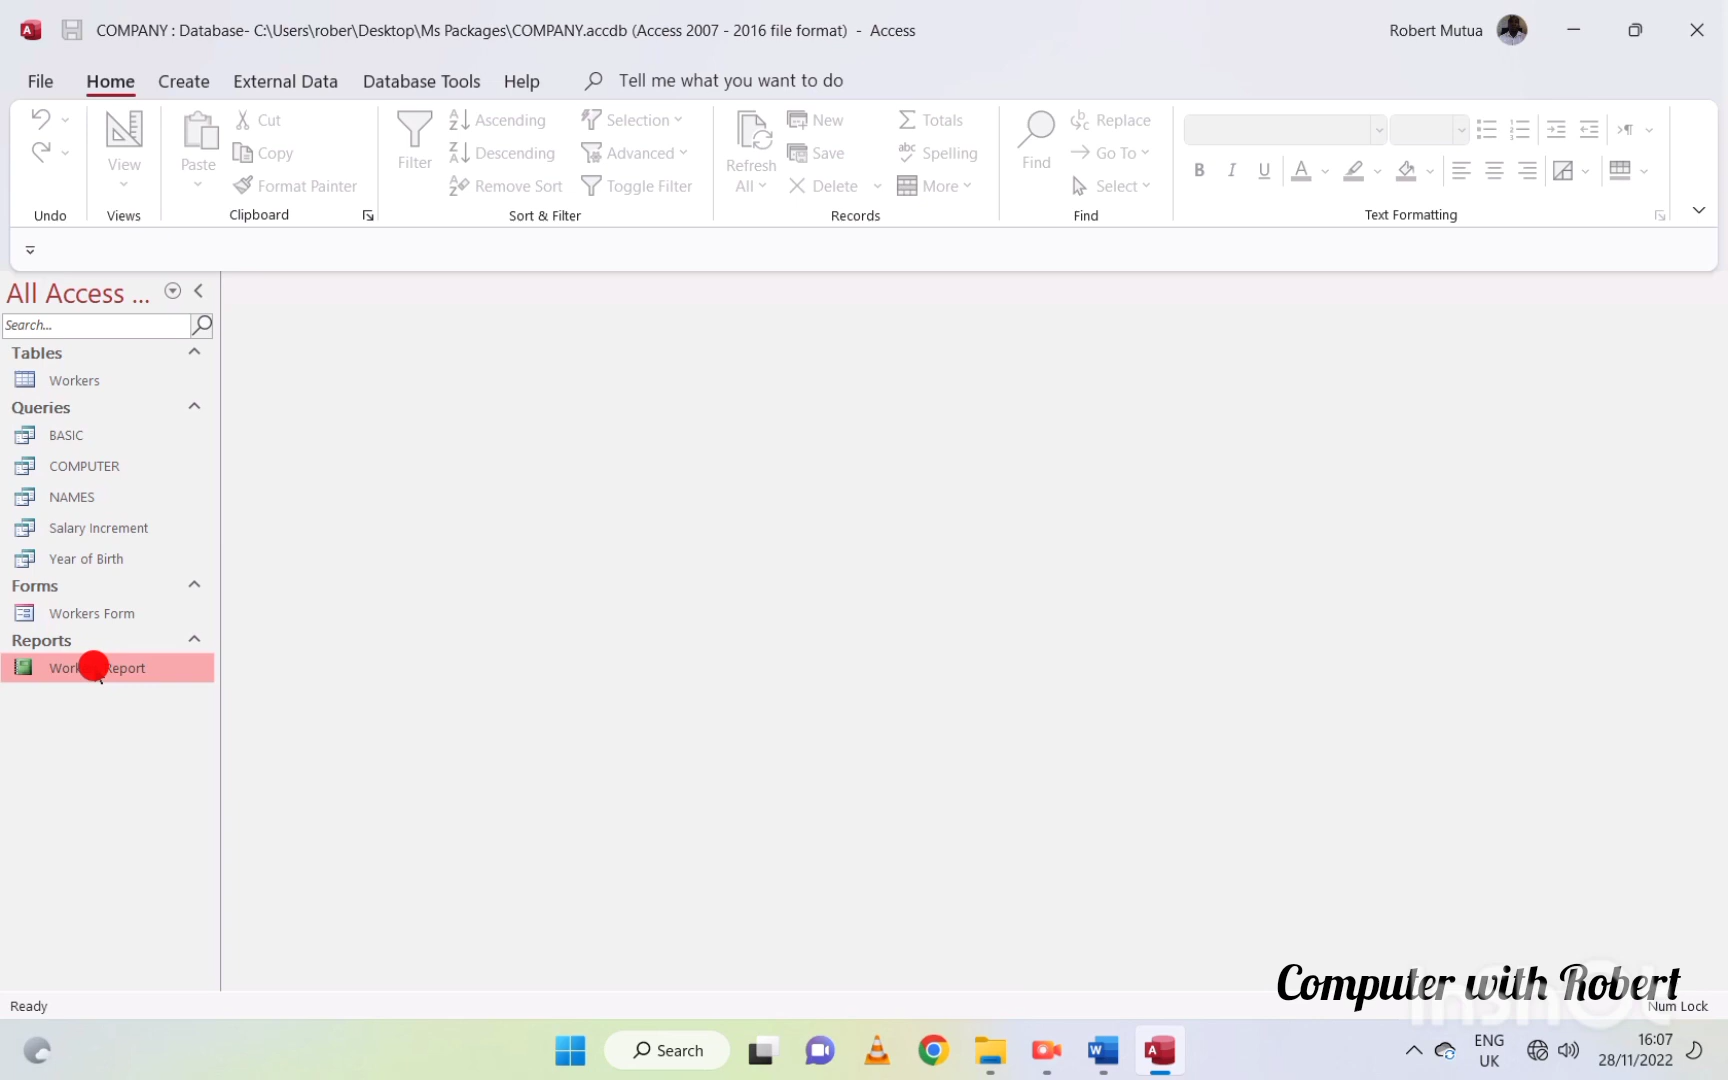 COMPANY : Database- C:\Users\rober\Desktop\Ms Packages\COMPANY.accdb (Access 2007 - 2016 file format) - Access
Robert Mutua
File Home Create External Data Database Tools Help Tell me what you want to do
View
Paste
Cut
Copy
Format Painter
Filter
Ascending
Descending
Remove Sort
Selection
Advanced
Toggle Filter
Refresh
All
New
Save
Delete
Totals
Spelling
More
Find
Replace
Go To
Select
B I U
Undo Views Clipboard Sort & Filter Records Find Text Formatting
All Access ...
Search...
Tables
Workers
Queries
BASIC
COMPUTER
NAMES
Salary Increment
Year of Birth
Forms
Workers Form
Reports
Report
Computer with Robert
Ready
Num Lock
Search
ENG
UK
16:07
28/11/2022